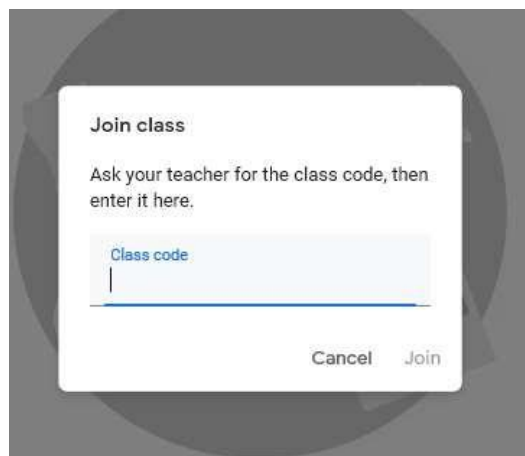 Join class
Ask your teacher for the class code, then
enter it here.
Class code
Cancel Join